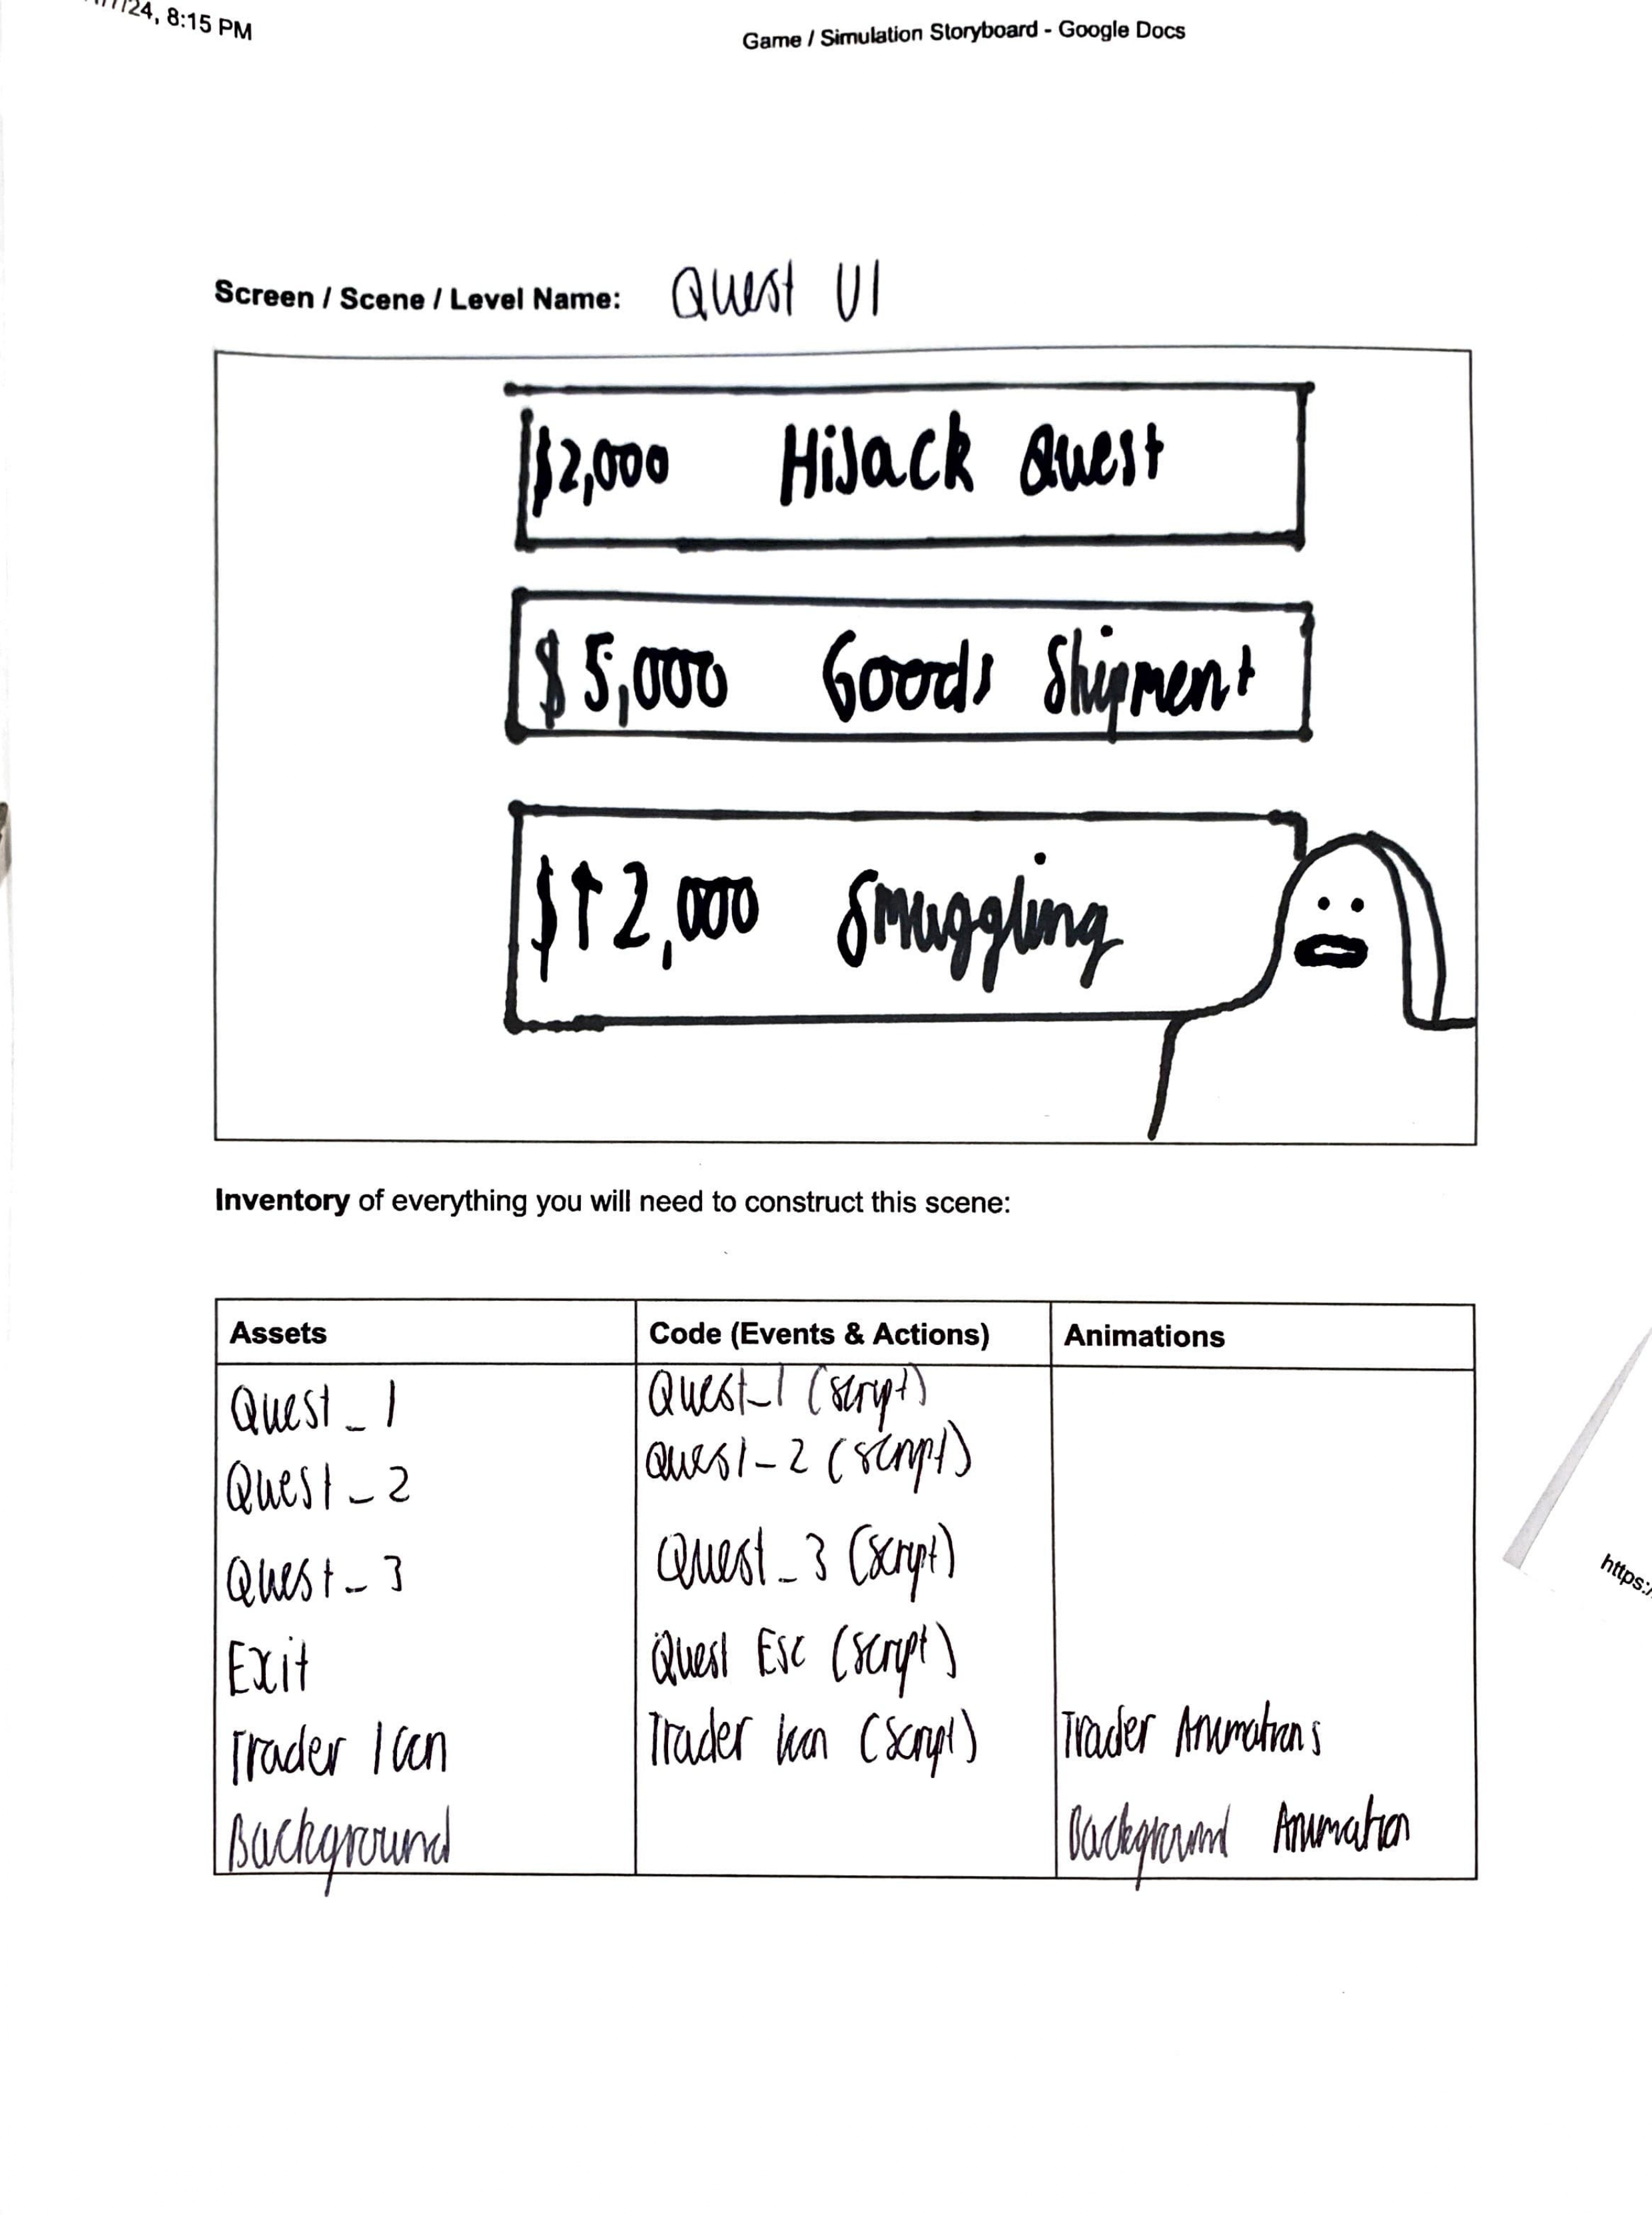 24, 8:15 PM
Game / Simulation Storyboard - Google Docs
Screen / Scene / Level Name: Quest UI
$2,000 HiJack Quest
$5,000 Goods Shipment
$12,000 Smuggling
Inventory of everything you will need to construct this scene:
Assets Code (Events & Actions) Animations
Quest_1 Quest_1 (script)
Quest_2 Quest_2 (script)
Quest_3 Quest_3 (script)
Exit Quest Esc (script)
Trader Icon Trader Icon (script) Trader Animations
Background Background Animation
https:/